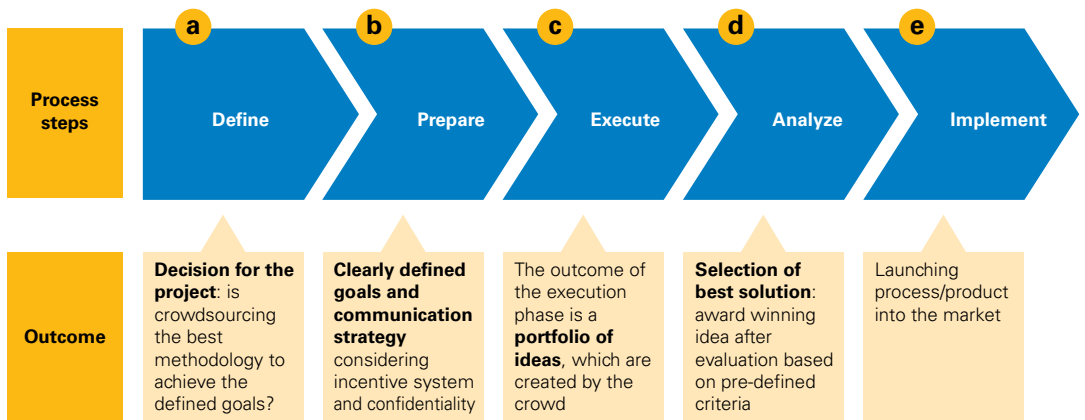 a
b
c
d
e
Process
steps
Define
Prepare
Execute
Analyze
Implement
Outcome
Decision for the
project: is
crowdsourcing
the best
methodology to
achieve the
defined goals?
Clearly defined
goals and
communication
strategy
considering
incentive system
and confidentiality
The outcome of
the execution
phase is a
portfolio of
ideas, which are
created by the
crowd
Selection of
best solution:
award winning
idea after
evaluation based
on pre-defined
criteria
Launching
process/product
into the market